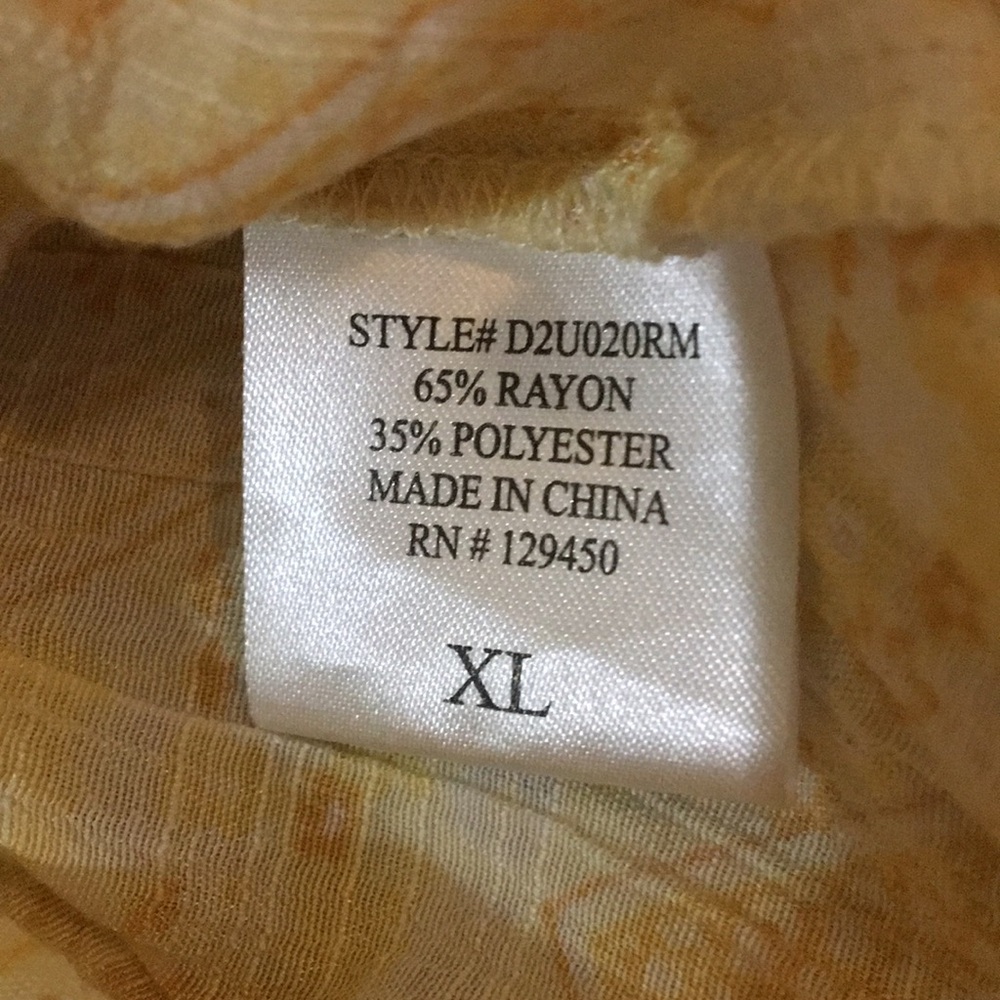 STYLE# D2U020RM
65% RAYON
35% POLYESTER
MADE IN CHINA
RN # 129450
XL